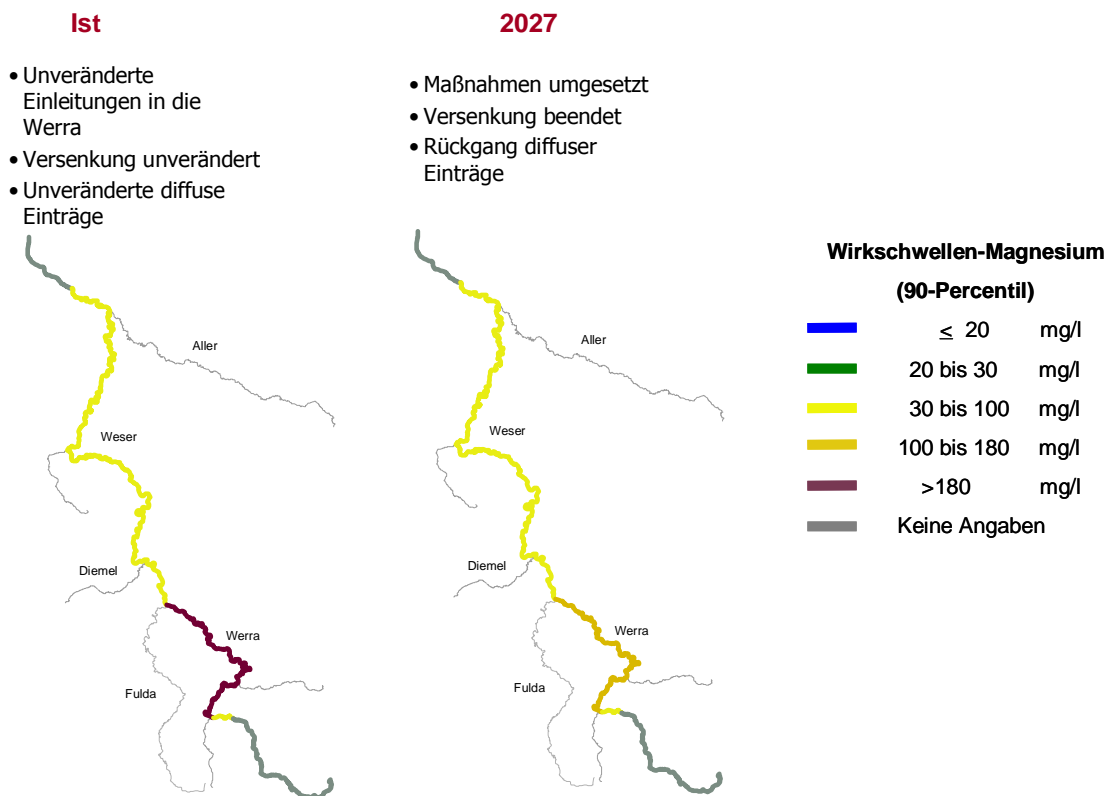 Ist
• Unveränderte
Einleitungen in die
Werra
• Versenkung unverändert
• Unveränderte diffuse
Einträge
Aller
Weser
Diemel
Werra
Fulda
2027
• Maßnahmen umgesetzt
• Versenkung beendet
• Rückgang diffuser
Einträge
Aller
Weser
Diemel
Werra
Fulda
Wirkschwellen-Magnesium
(90-Percentil)
≤ 20 mg/l
20 bis 30 mg/l
30 bis 100 mg/l
100 bis 180 mg/l
>180 mg/l
Keine Angaben